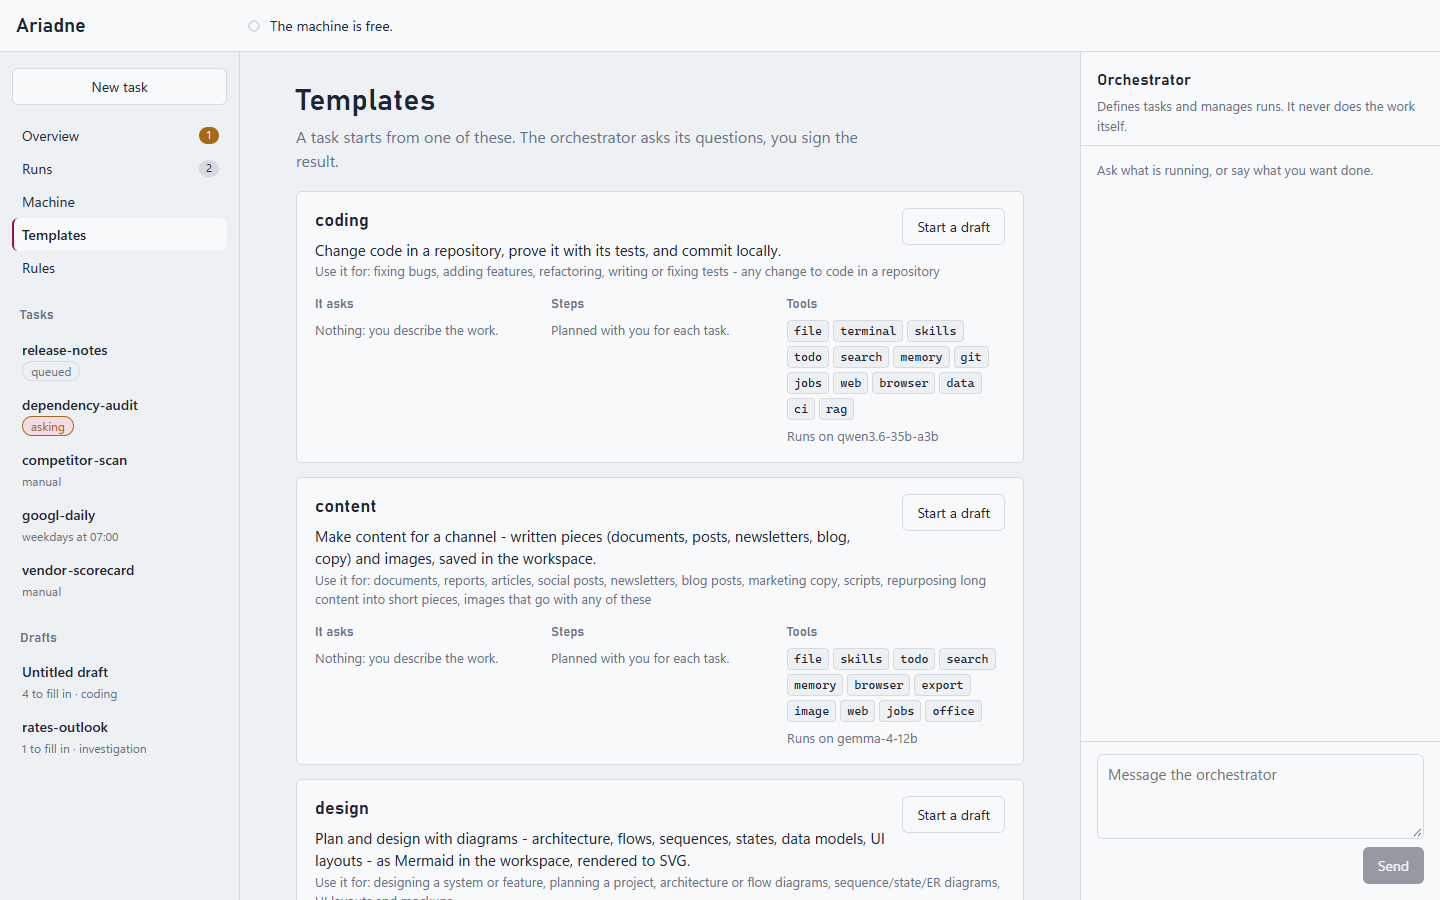 Ariadne
The machine is free.
New task
Overview
1
Runs
2
Machine
Templates
Rules
Tasks
release-notes
queued
dependency-audit
asking
competitor-scan
manual
googl-daily
weekdays at 07:00
vendor-scorecard
manual
Drafts
Untitled draft
4 to fill in · coding
rates-outlook
1 to fill in · investigation
Templates
A task starts from one of these. The orchestrator asks its questions, you sign the
result.
coding
Start a draft
Change code in a repository, prove it with its tests, and commit locally.
Use it for: fixing bugs, adding features, refactoring, writing or fixing tests - any change to code in a repository
It asks
Nothing: you describe the work.
Steps
Planned with you for each task.
Tools
file terminal skills
todo search memory git
jobs web browser data
ci rag
Runs on qwen3.6-35b-a3b
content
Start a draft
Make content for a channel - written pieces (documents, posts, newsletters, blog,
copy) and images, saved in the workspace.
Use it for: documents, reports, articles, social posts, newsletters, blog posts, marketing copy, scripts, repurposing long
content into short pieces, images that go with any of these
It asks
Nothing: you describe the work.
Steps
Planned with you for each task.
Tools
file skills todo search
memory browser export
image web jobs office
Runs on gemma-4-12b
design
Start a draft
Plan and design with diagrams - architecture, flows, sequences, states, data models, UI
layouts - as Mermaid in the workspace, rendered to SVG.
Use it for: designing a system or feature, planning a project, architecture or flow diagrams, sequence/state/ER diagrams,
Orchestrator
Defines tasks and manages runs. It never does the work
itself.
Ask what is running, or say what you want done.
Message the orchestrator
Send